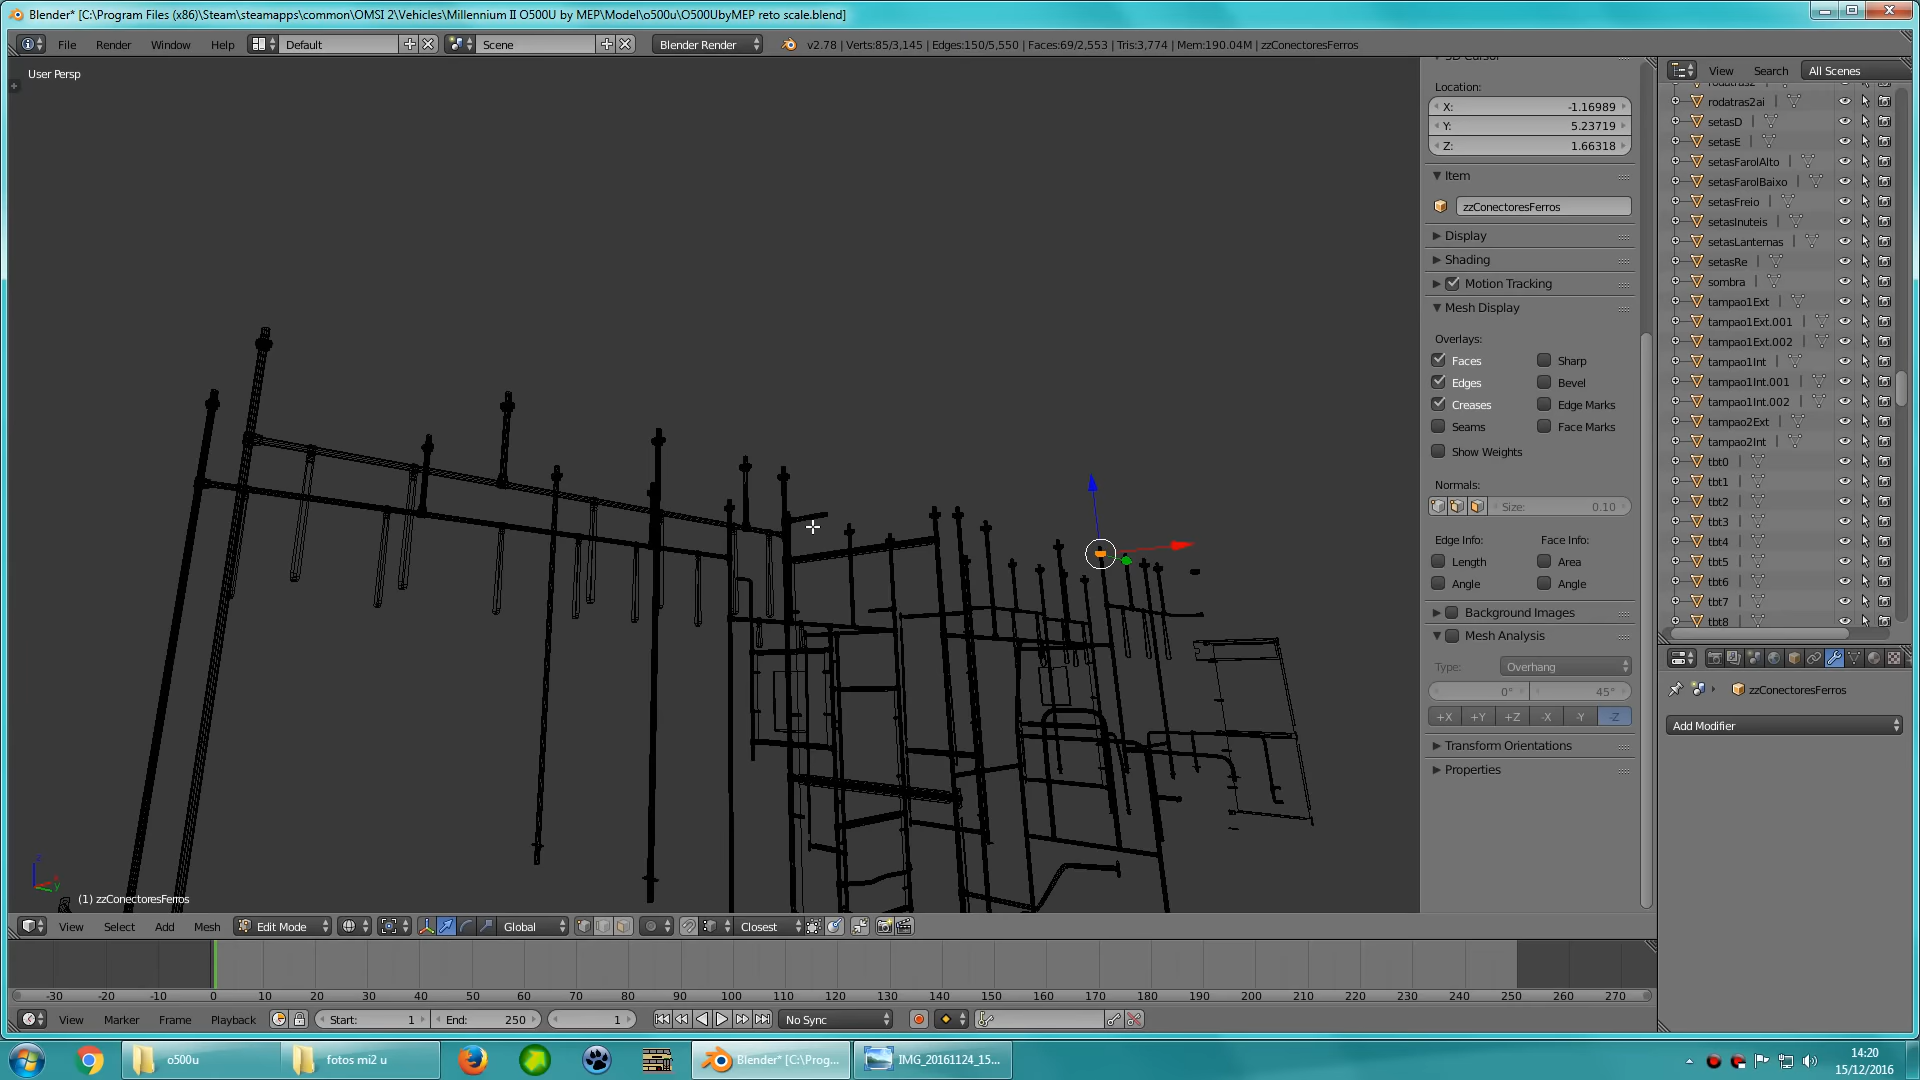 Blender* [C:\Program Files (x86)\Steam\steamapps\common\OMSI 2\Vehicles\Millennium II O500U by MEP\Model\o500u\O500UbyMEP reto scale.blend]
File Render Window Help Default Scene Blender Render v2.78 | Verts:85/3,145 | Edges:150/5,550 | Faces:69/2,553 | Tris:3,774 | Mem:190.04M | zzConectoresFerros
User Persp
(1) zzConectoresFerros
3D Cursor
Location:
X: -1.16989
Y: 5.23719
Z: 1.66318
Item
zzConectoresFerros
Display
Shading
Motion Tracking
Mesh Display
Overlays:
Faces Sharp
Edges Bevel
Creases Edge Marks
Seams Face Marks
Show Weights
Normals:
Size: 0.10
Edge Info: Face Info:
Length Area
Angle Angle
Background Images
Mesh Analysis
Type: Overhang
0° 45°
+X +Y +Z -X -Y -Z
Transform Orientations
Properties
View Search All Scenes
rodatras2
rodatras2ai
setasD
setasE
setasFarolAlto
setasFarolBaixo
setasFreio
setasInuteis
setasLanternas
setasRe
sombra
tampao1Ext
tampao1Ext.001
tampao1Ext.002
tampao1Int
tampao1Int.001
tampao1Int.002
tampao2Ext
tampao2Int
tbt0
tbt1
tbt2
tbt3
tbt4
tbt5
tbt6
tbt7
tbt8
zzConectoresFerros
Add Modifier
View Select Add Mesh Edit Mode Global Closest
-30 -20 -10 0 10 20 30 40 50 60 70 80 90 100 110 120 130 140 150 160 170 180 190 200 210 220 230 240 250 260 270
View Marker Frame Playback Start: 1 End: 250 1 No Sync
o500u fotos mi2 u Blender* [C:\Prog... IMG_20161124_15...
14:20
15/12/2016